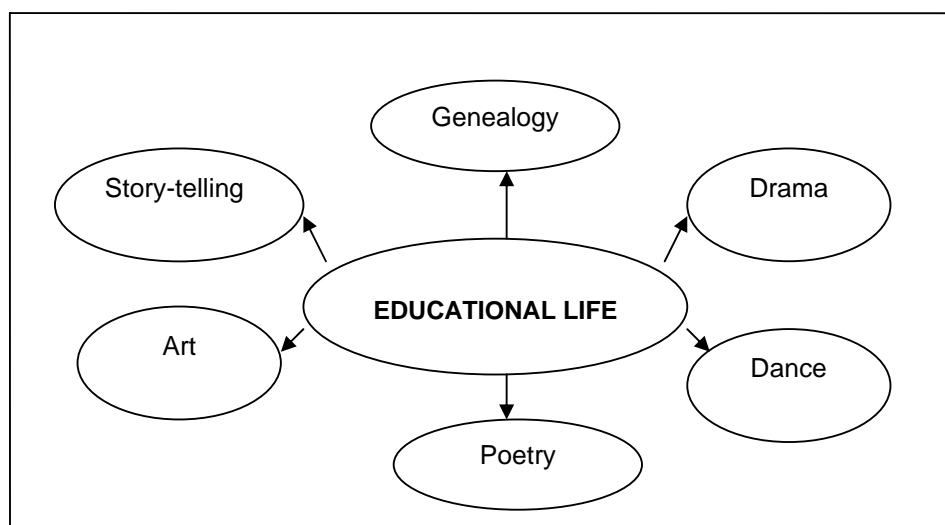 Genealogy
Story-telling
Drama
EDUCATIONAL LIFE
Art
Dance
Poetry